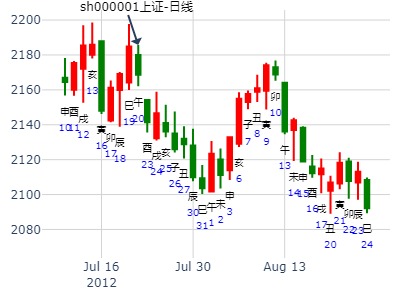 sh000001上证-日线
2200
2180
2160
2140
2120
2100
2080
申
10
酉
11
戌
12
亥
13
寅
16
卯
17
辰
18
巳
19
午
20
酉
23
戌
24
亥
25
子
26
丑
27
辰
30
巳
31
午
1
未
2
申
3
亥
6
子
7
丑
8
寅
9
卯
10
午
13
未
14
申
15
酉
16
戌
17
丑
20
寅
21
卯
22
辰
23
巳
24
Jul 16
2012
Jul 30
Aug 13